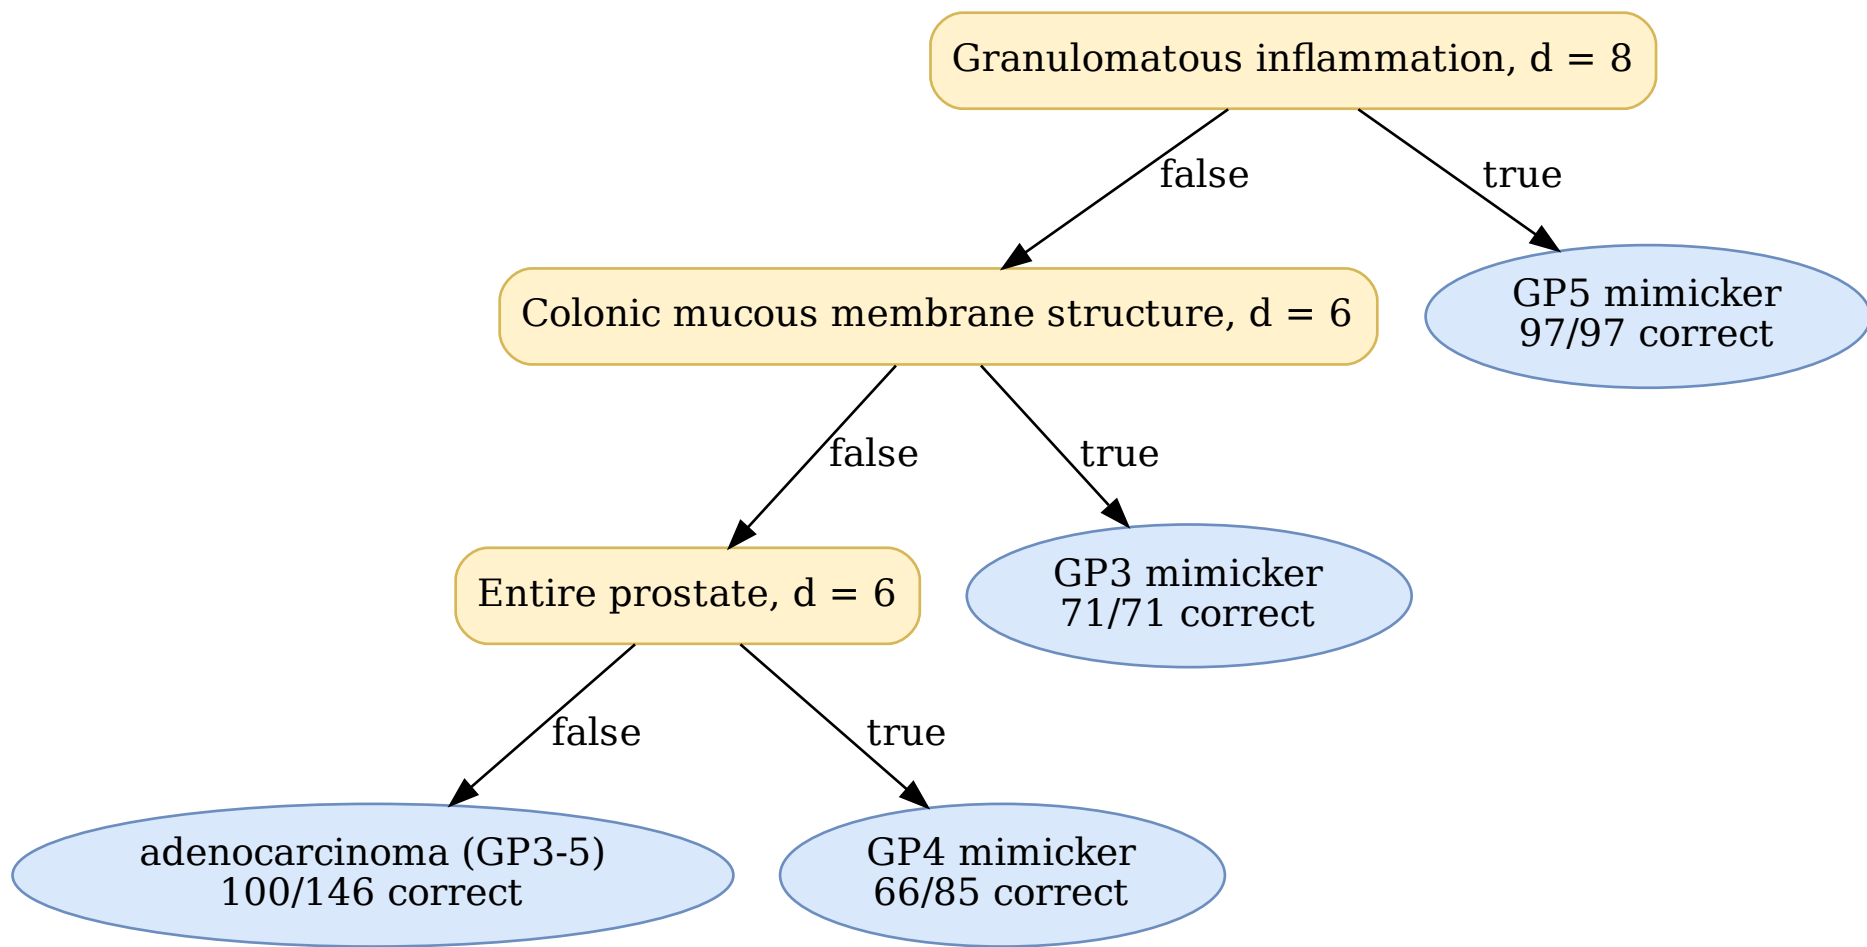 Granulomatous inflammation, d = 8
false
true
Colonic mucous membrane structure, d = 6
GP5 mimicker
97/97 correct
false
true
Entire prostate, d = 6
GP3 mimicker
71/71 correct
false
true
adenocarcinoma (GP3-5)
100/146 correct
GP4 mimicker
66/85 correct